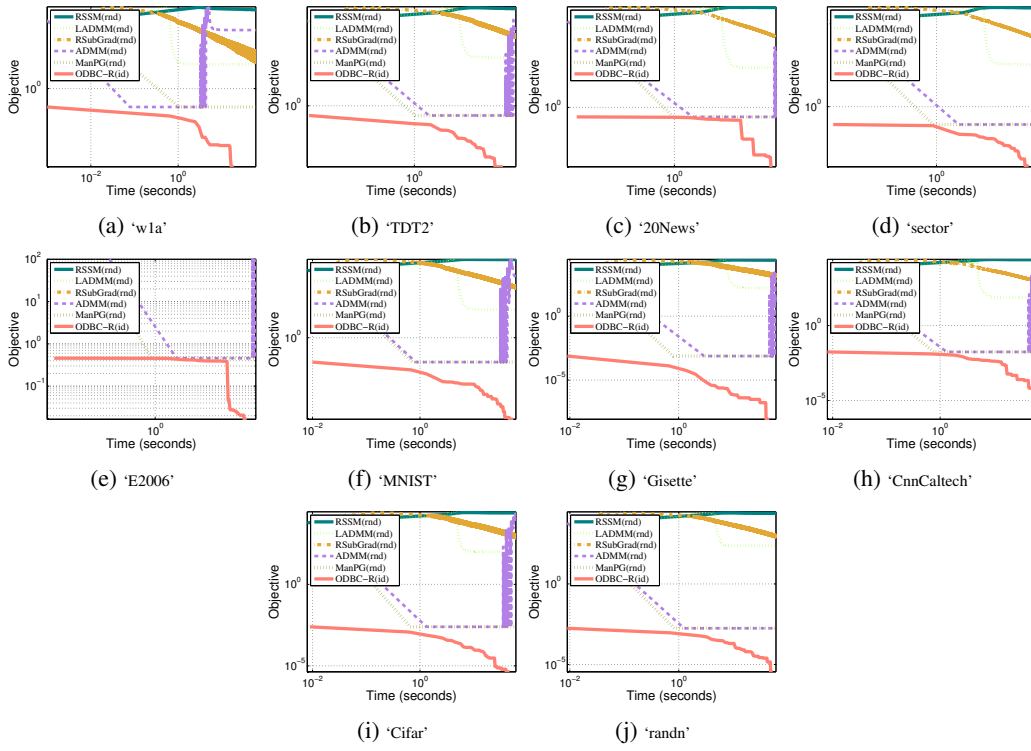 RSSM(rnd)
LADMM(rnd)
RSubGrad(rnd)
ADMM(rnd)
ManPG(rnd)
ODBC-R(id)
Objective
10^0
10^-2
10^0
Time (seconds)
(a) 'w1a'
RSSM(rnd)
LADMM(rnd)
RSubGrad(rnd)
ADMM(rnd)
ManPG(rnd)
ODBC-R(id)
Objective
10^0
10^0
Time (seconds)
(b) 'TDT2'
RSSM(rnd)
LADMM(rnd)
RSubGrad(rnd)
ADMM(rnd)
ManPG(rnd)
ODBC-R(id)
Objective
10^0
10^0
Time (seconds)
(c) '20News'
RSSM(rnd)
LADMM(rnd)
RSubGrad(rnd)
ADMM(rnd)
ManPG(rnd)
ODBC-R(id)
Objective
10^0
10^0
Time (seconds)
(d) 'sector'
RSSM(rnd)
LADMM(rnd)
RSubGrad(rnd)
ADMM(rnd)
ManPG(rnd)
ODBC-R(id)
Objective
10^2
10^1
10^0
10^-1
10^0
Time (seconds)
(e) 'E2006'
RSSM(rnd)
LADMM(rnd)
RSubGrad(rnd)
ADMM(rnd)
ManPG(rnd)
ODBC-R(id)
Objective
10^0
10^-2
10^0
Time (seconds)
(f) 'MNIST'
RSSM(rnd)
LADMM(rnd)
RSubGrad(rnd)
ADMM(rnd)
ManPG(rnd)
ODBC-R(id)
Objective
10^0
10^-5
10^-2
10^0
Time (seconds)
(g) 'Gisette'
RSSM(rnd)
LADMM(rnd)
RSubGrad(rnd)
ADMM(rnd)
ManPG(rnd)
ODBC-R(id)
Objective
10^0
10^-5
10^-2
10^0
Time (seconds)
(h) 'CnnCaltech'
RSSM(rnd)
LADMM(rnd)
RSubGrad(rnd)
ADMM(rnd)
ManPG(rnd)
ODBC-R(id)
Objective
10^0
10^-5
10^-2
10^0
Time (seconds)
(i) 'Cifar'
RSSM(rnd)
LADMM(rnd)
RSubGrad(rnd)
ADMM(rnd)
ManPG(rnd)
ODBC-R(id)
Objective
10^0
10^-5
10^-2
10^0
Time (seconds)
(j) 'randn'